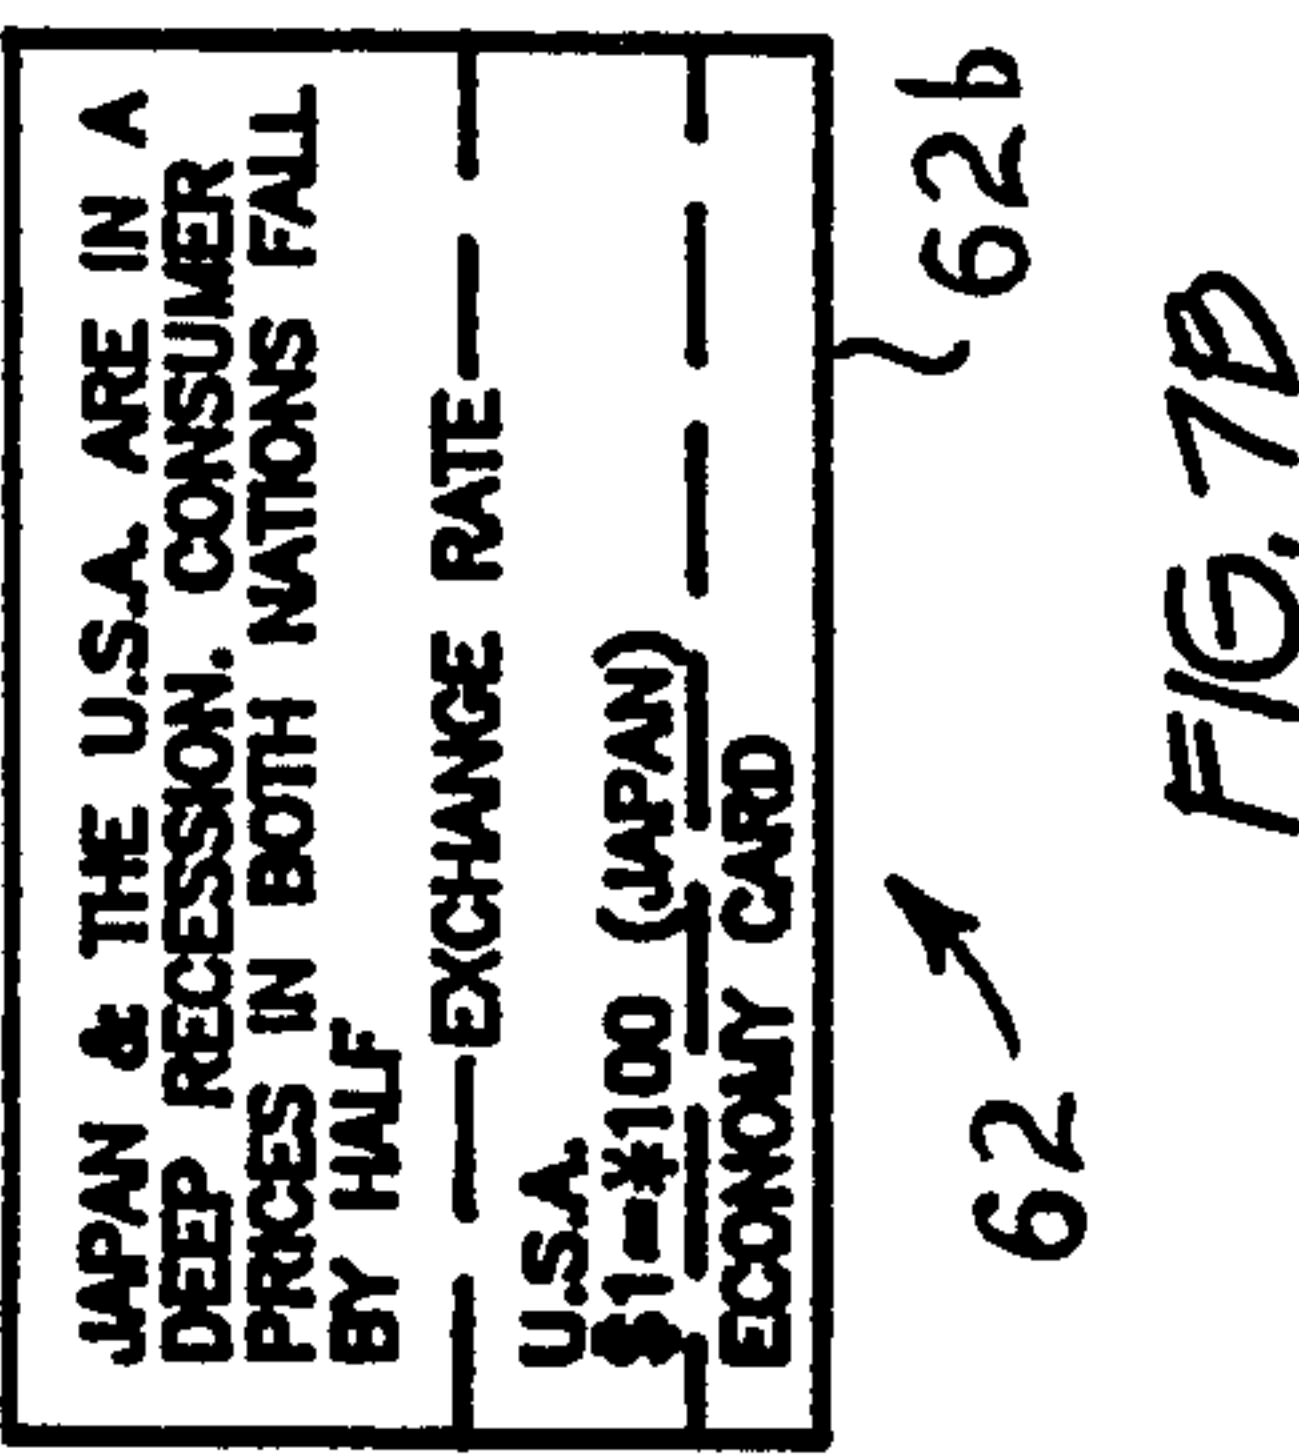 JAPAN & THE U.S.A. ARE IN A
DEEP RECESSION. CONSUMER
PRICES IN BOTH NATIONS FALL
BY HALF
EXCHANGE RATE
U.S.A.
$1=*100 (JAPAN)
ECONOMY CARD
62
62b
FIG. 7B